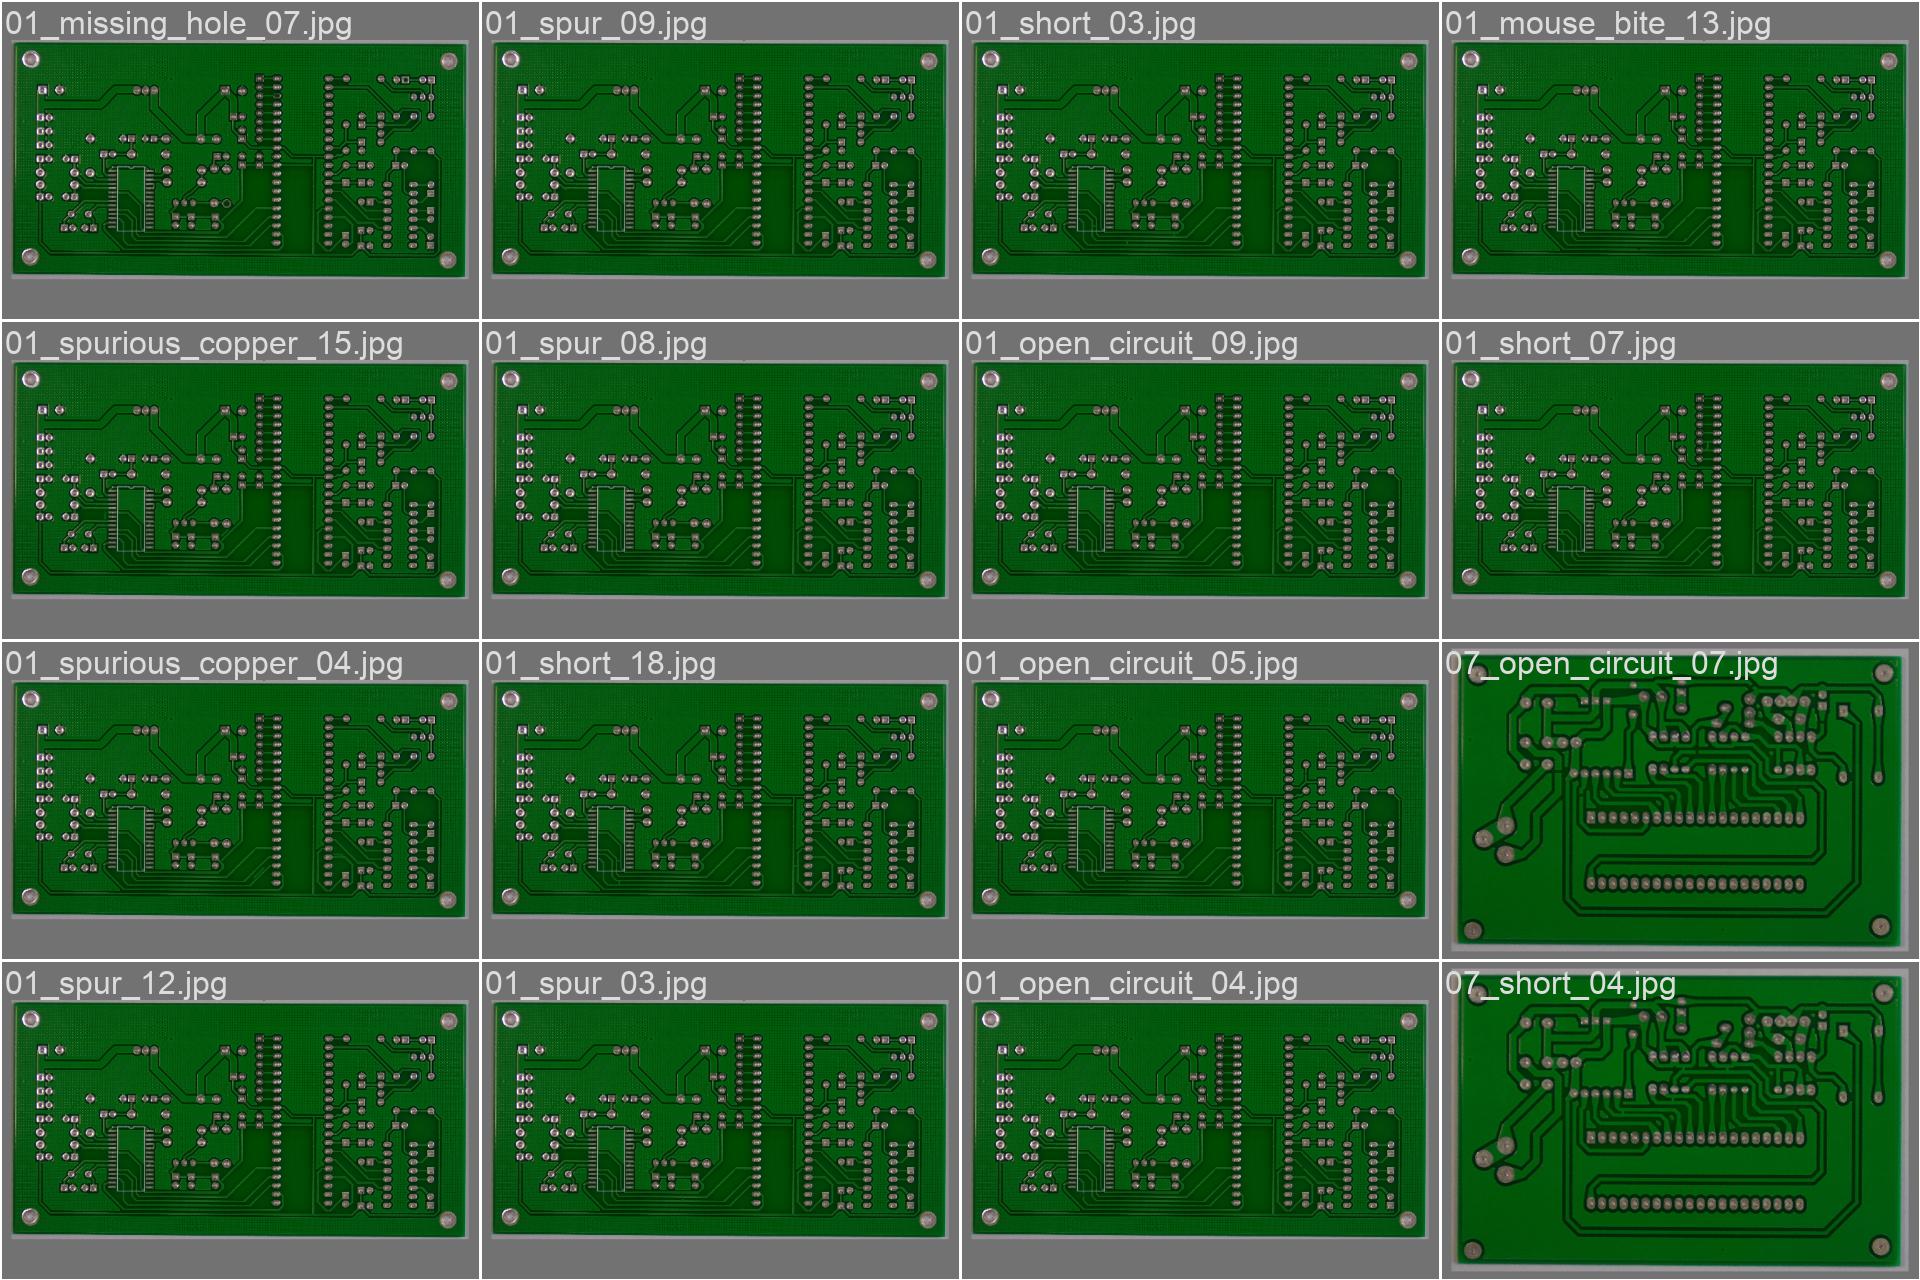 01_missing_hole_07.jpg
01_spur_09.jpg
01_short_03.jpg
01_mouse_bite_13.jpg
01_spurious_copper_15.jpg
01_spur_08.jpg
01_open_circuit_09.jpg
01_short_07.jpg
01_spurious_copper_04.jpg
01_short_18.jpg
01_open_circuit_05.jpg
07_open_circuit_07.jpg
01_spur_12.jpg
01_spur_03.jpg
01_open_circuit_04.jpg
07_short_04.jpg